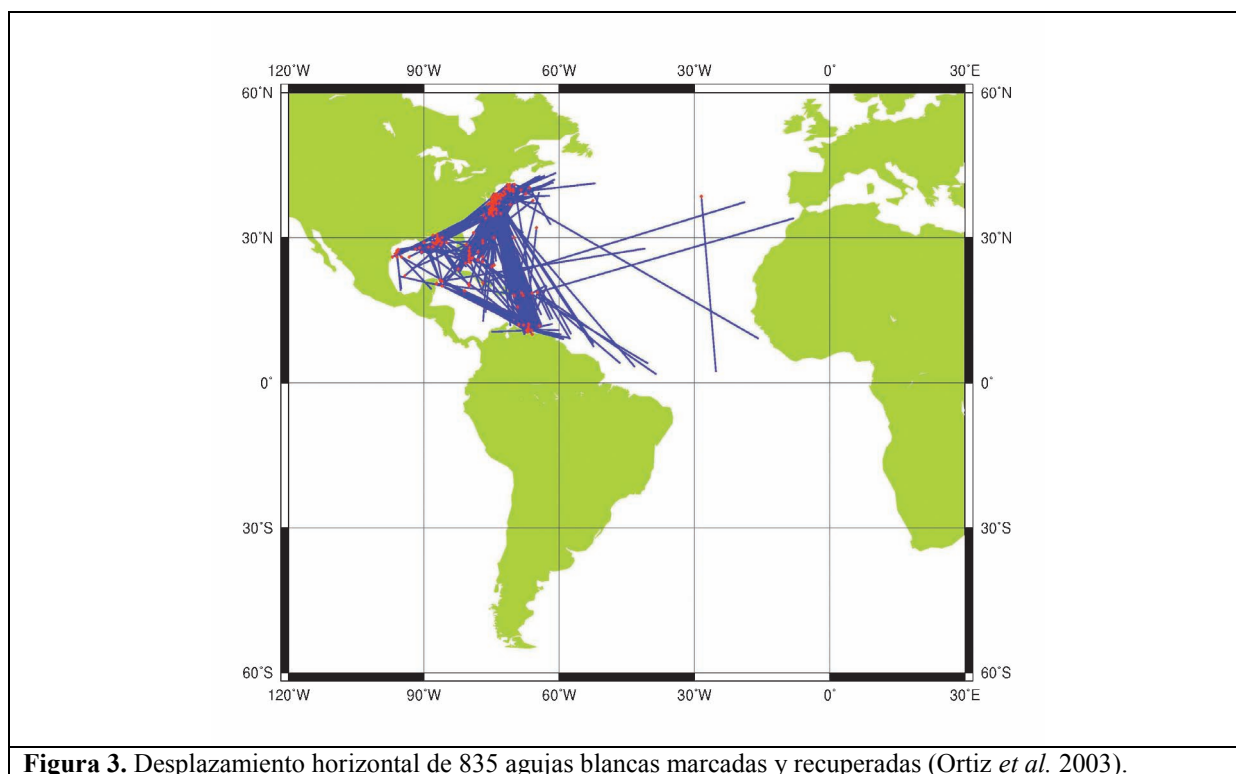 120˚W 90˚W 60˚W 30˚W 0˚ 30˚E
60˚N 60˚N
30˚N 30˚N
0˚ 0˚
30˚S 30˚S
60˚S 60˚S
120˚W 90˚W 60˚W 30˚W 0˚ 30˚E
Figura 3. Desplazamiento horizontal de 835 agujas blancas marcadas y recuperadas (Ortiz et al. 2003).